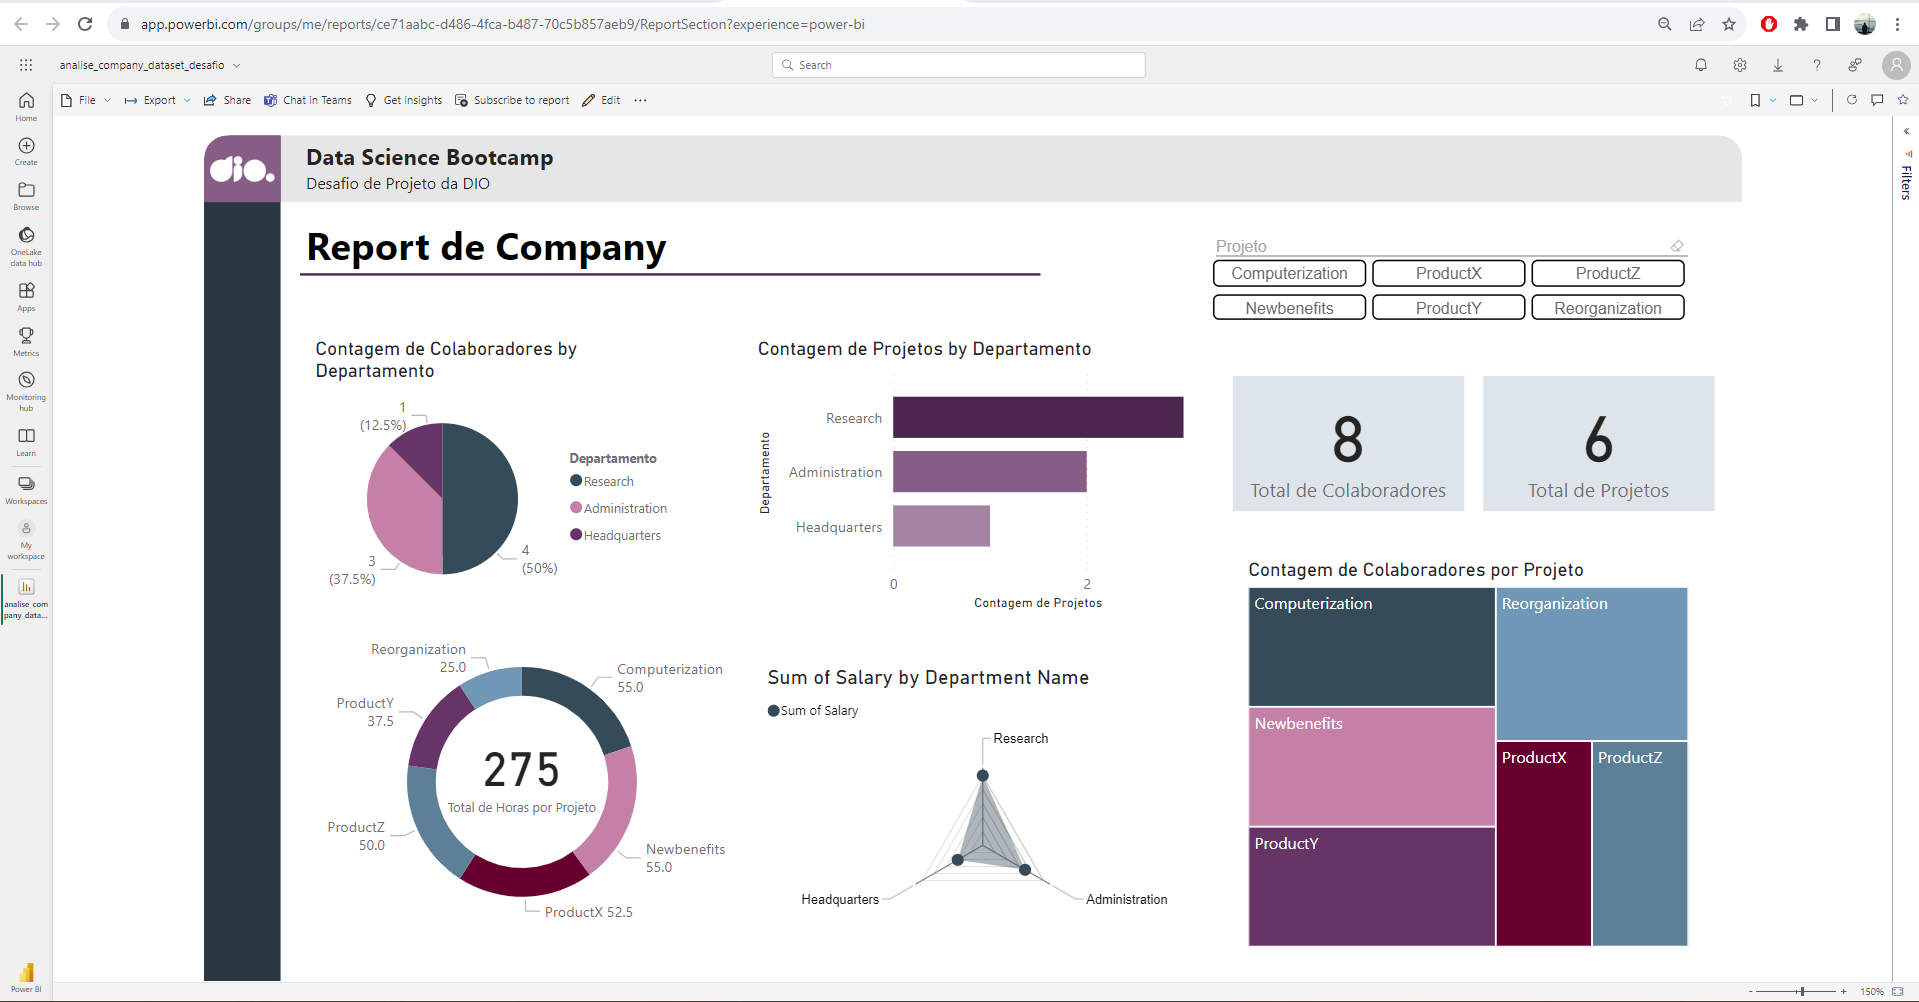 app.powerbi.com/groups/me/reports/ce71aabc-d486-4fca-b487-70c5b857aeb9/ReportSection?experience=power-bi
analise_company_dataset_desafio
Search
A
File
Export
Share
Chat in Teams
Get insights
Subscribe to report
Edit
Home
Create
Browse
OneLake
data hub
Apps
Metrics
Monitoring
hub
Learn
Workspaces
My
workspace
analise_com
pany_data...
Power BI
Filters
dio.
Data Science Bootcamp
Desafio de Projeto da DIO
Report de Company
Projeto
Computerization
ProductX
ProductZ
Newbenefits
ProductY
Reorganization
Contagem de Colaboradores by
Departamento
1
(12.5%)
3
(37.5%)
4
(50%)
Departamento
Research
Administration
Headquarters
Contagem de Projetos by Departamento
Departamento
Research
Administration
Headquarters
0
2
Contagem de Projetos
8
Total de Colaboradores
6
Total de Projetos
Reorganization
25.0
Computerization
55.0
ProductY
37.5
275
Total de Horas por Projeto
ProductZ
50.0
Newbenefits
55.0
ProductX 52.5
Sum of Salary by Department Name
Sum of Salary
Research
Headquarters
Administration
Contagem de Colaboradores por Projeto
Computerization
Reorganization
Newbenefits
ProductX
ProductZ
ProductY
- + 150%